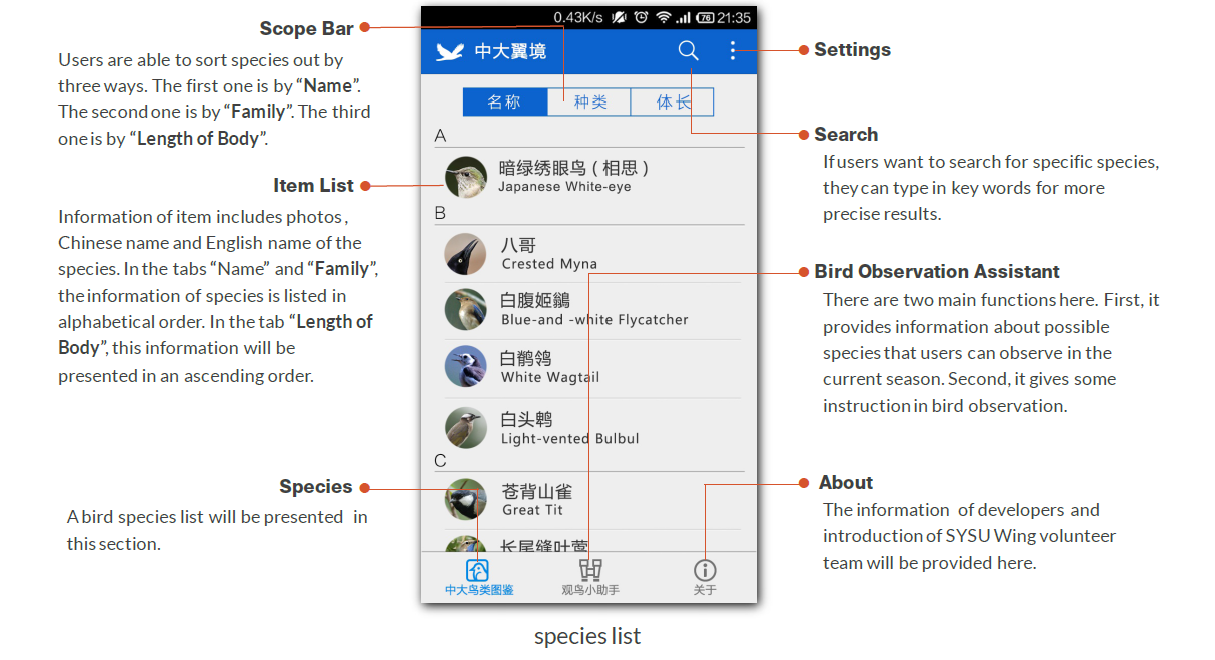 Scope Bar
Users are able to sort species out by
three ways. The first one is by “Name”.
The second one is by “Family”. The third
one is by “Length of Body”.
Item List
Information of item includes photos ,
Chinese name and English name of the
species. In the tabs “Name” and “Family”,
the information of species is listed in
alphabetical order. In the tab “Length of
Body”, this information will be
presented in an ascending order.
Species
A bird species list will be presented in
this section.
0.43K/s 76 21:35
中大翼境
名称 种类 体长
A
暗绿绣眼鸟 ( 相思 )
Japanese White-eye
B
八哥
Crested Myna
白腹姬鶲
Blue-and -white Flycatcher
白鹡鸰
White Wagtail
白头鹎
Light-vented Bulbul
C
苍背山雀
Great Tit
长尾缝叶莺
中大鸟类图鉴 观鸟小助手 关于
species list
Settings
Search
If users want to search for specific species,
they can type in key words for more
precise results.
Bird Observation Assistant
There are two main functions here. First, it
provides information about possible
species that users can observe in the
current season. Second, it gives some
instruction in bird observation.
About
The information of developers and
introduction of SYSU Wing volunteer
team will be provided here.